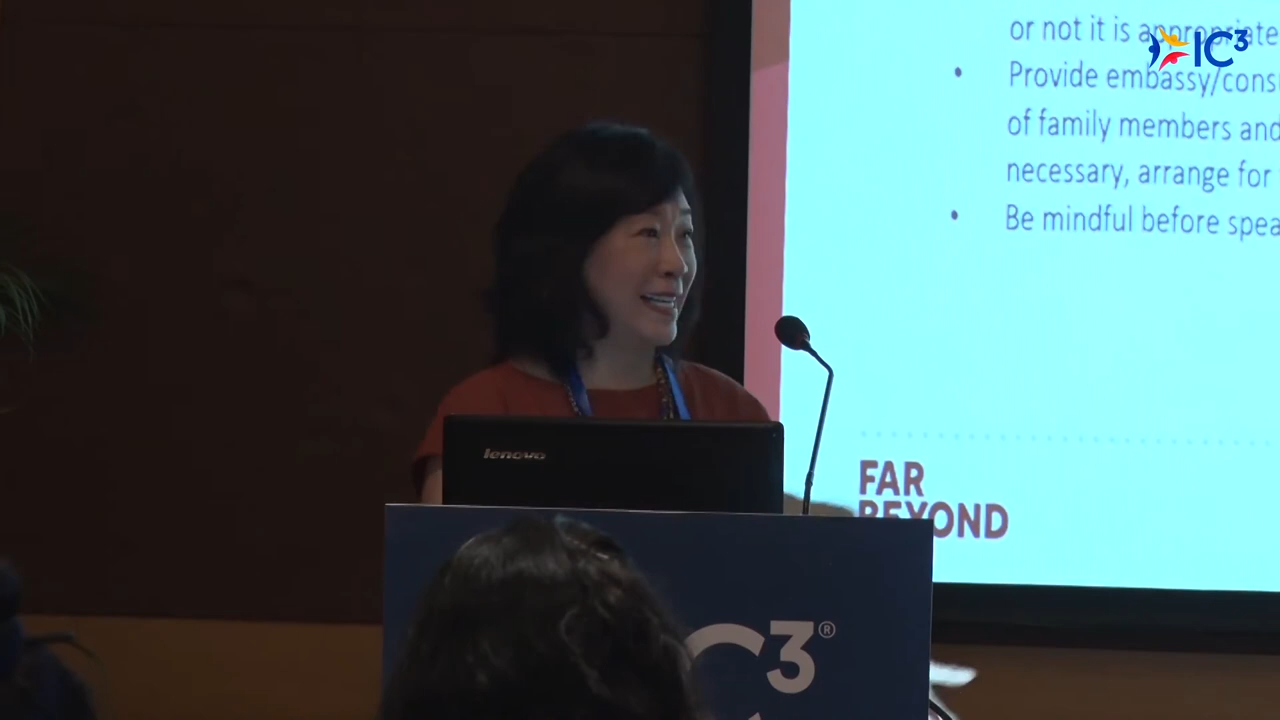 or not it is appropriate
IC3
Provide embassy/cons
of family members and
necessary, arrange for
Be mindful before spea
lenovo
FAR
BEYOND
C3®